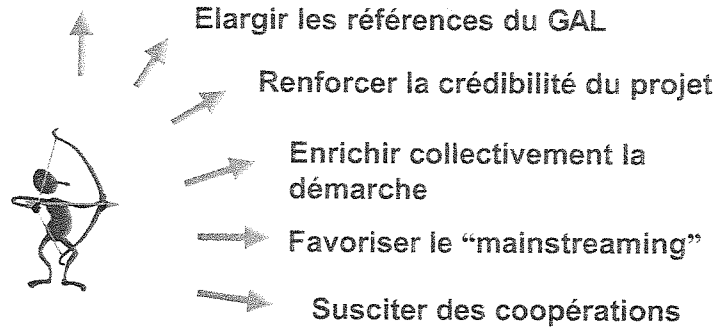 Elargir les références du GAL
Renforcer la crédibilité du projet
Enrichir collectivement la
démarche
Favoriser le “mainstreaming”
Susciter des coopérations